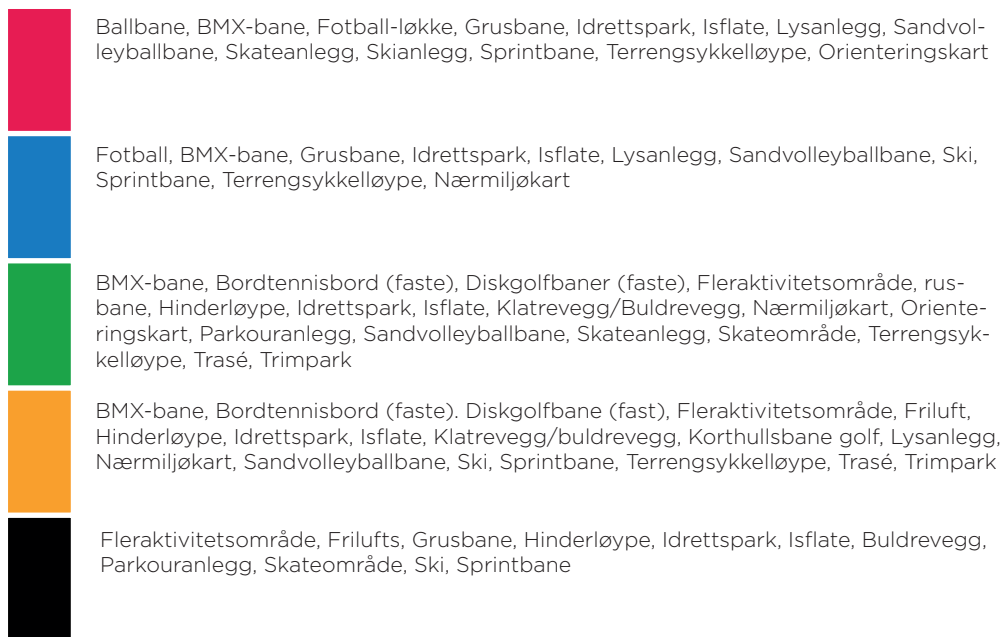 Ballbane, BMX-bane, Fotball-løkke, Grusbane, Idrettspark, Isflate, Lysanlegg, Sandvol-
leyballbane, Skateanlegg, Skianlegg, Sprintbane, Terrengsykkelløype, Orienteringskart
Fotball, BMX-bane, Grusbane, Idrettspark, Isflate, Lysanlegg, Sandvolleyballbane, Ski,
Sprintbane, Terrengsykkelløype, Nærmiljøkart
BMX-bane, Bordtennisbord (faste), Diskgolfbaner (faste), Fleraktivitetsområde, rus-
bane, Hinderløype, Idrettspark, Isflate, Klatrevegg/Buldrevegg, Nærmiljøkart, Oriente-
ringskart, Parkouranlegg, Sandvolleyballbane, Skateanlegg, Skateområde, Terrengsyk-
kelløype, Trasé, Trimpark
BMX-bane, Bordtennisbord (faste). Diskgolfbane (fast), Fleraktivitetsområde, Friluft,
Hinderløype, Idrettspark, Isflate, Klatrevegg/buldrevegg, Korthullsbane golf, Lysanlegg,
Nærmiljøkart, Sandvolleyballbane, Ski, Sprintbane, Terrengsykkelløype, Trasé, Trimpark
Fleraktivitetsområde, Frilufts, Grusbane, Hinderløype, Idrettspark, Isflate, Buldrevegg,
Parkouranlegg, Skateområde, Ski, Sprintbane